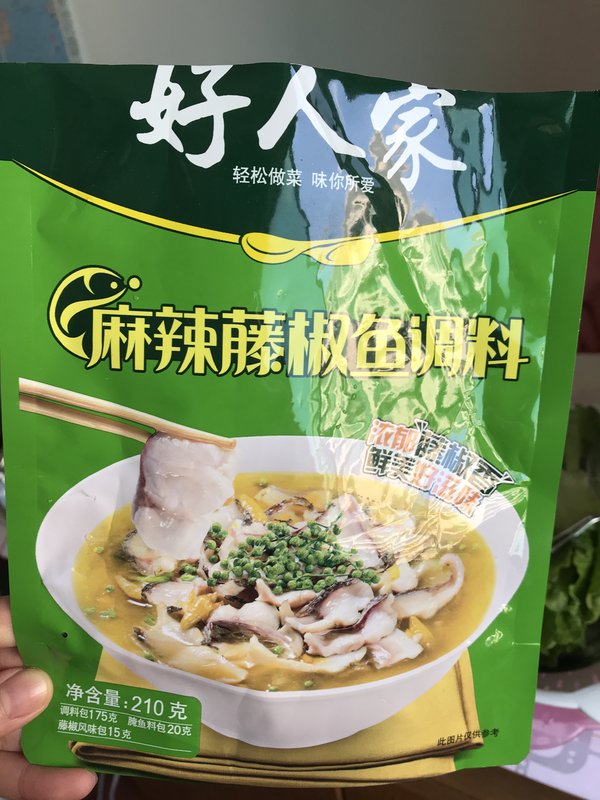 好人家
轻松做菜 味你所爱
麻辣藤椒鱼调料
浓郁藤椒香
鲜美好滋味
净含量:210克
调料包175克 腌鱼料包20克
藤椒风味包15克
此图片仅供参考